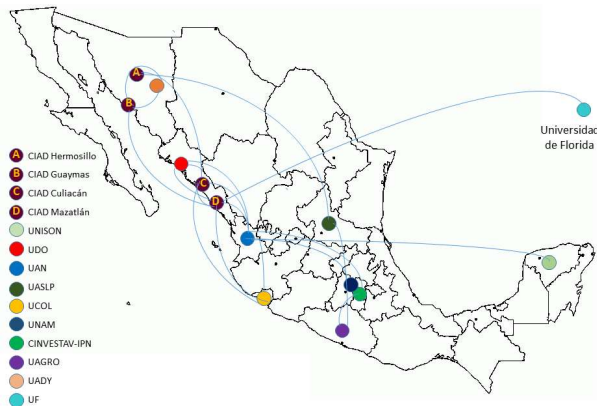 A
B
C
D
Universidad
de Florida
A CIAD Hermosillo
B CIAD Guaymas
C CIAD Culiacán
D CIAD Mazatlán
UNISON
UDO
UAN
UASLP
UCOL
UNAM
CINVESTAV-IPN
UAGRO
UADY
UF